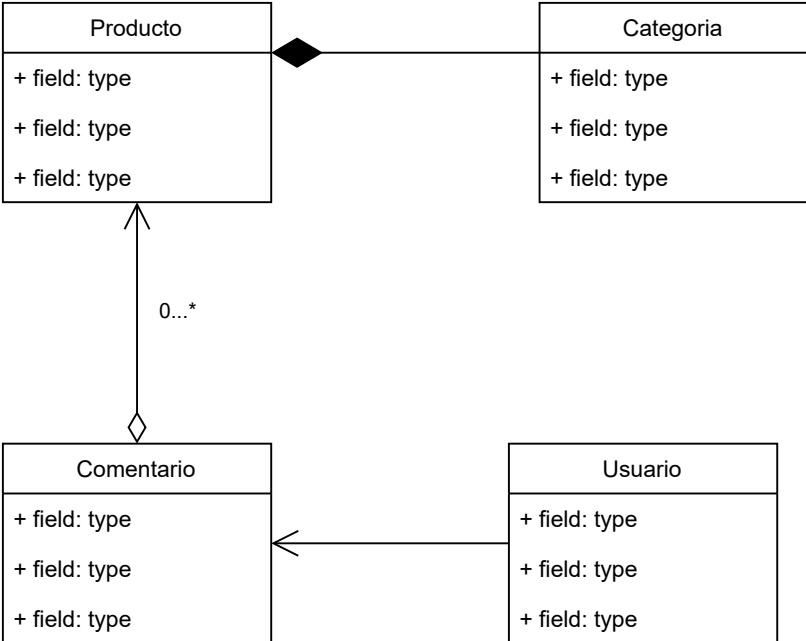 Producto
+ field: type
+ field: type
+ field: type
Categoria
+ field: type
+ field: type
+ field: type
0...*
Comentario
+ field: type
+ field: type
+ field: type
Usuario
+ field: type
+ field: type
+ field: type